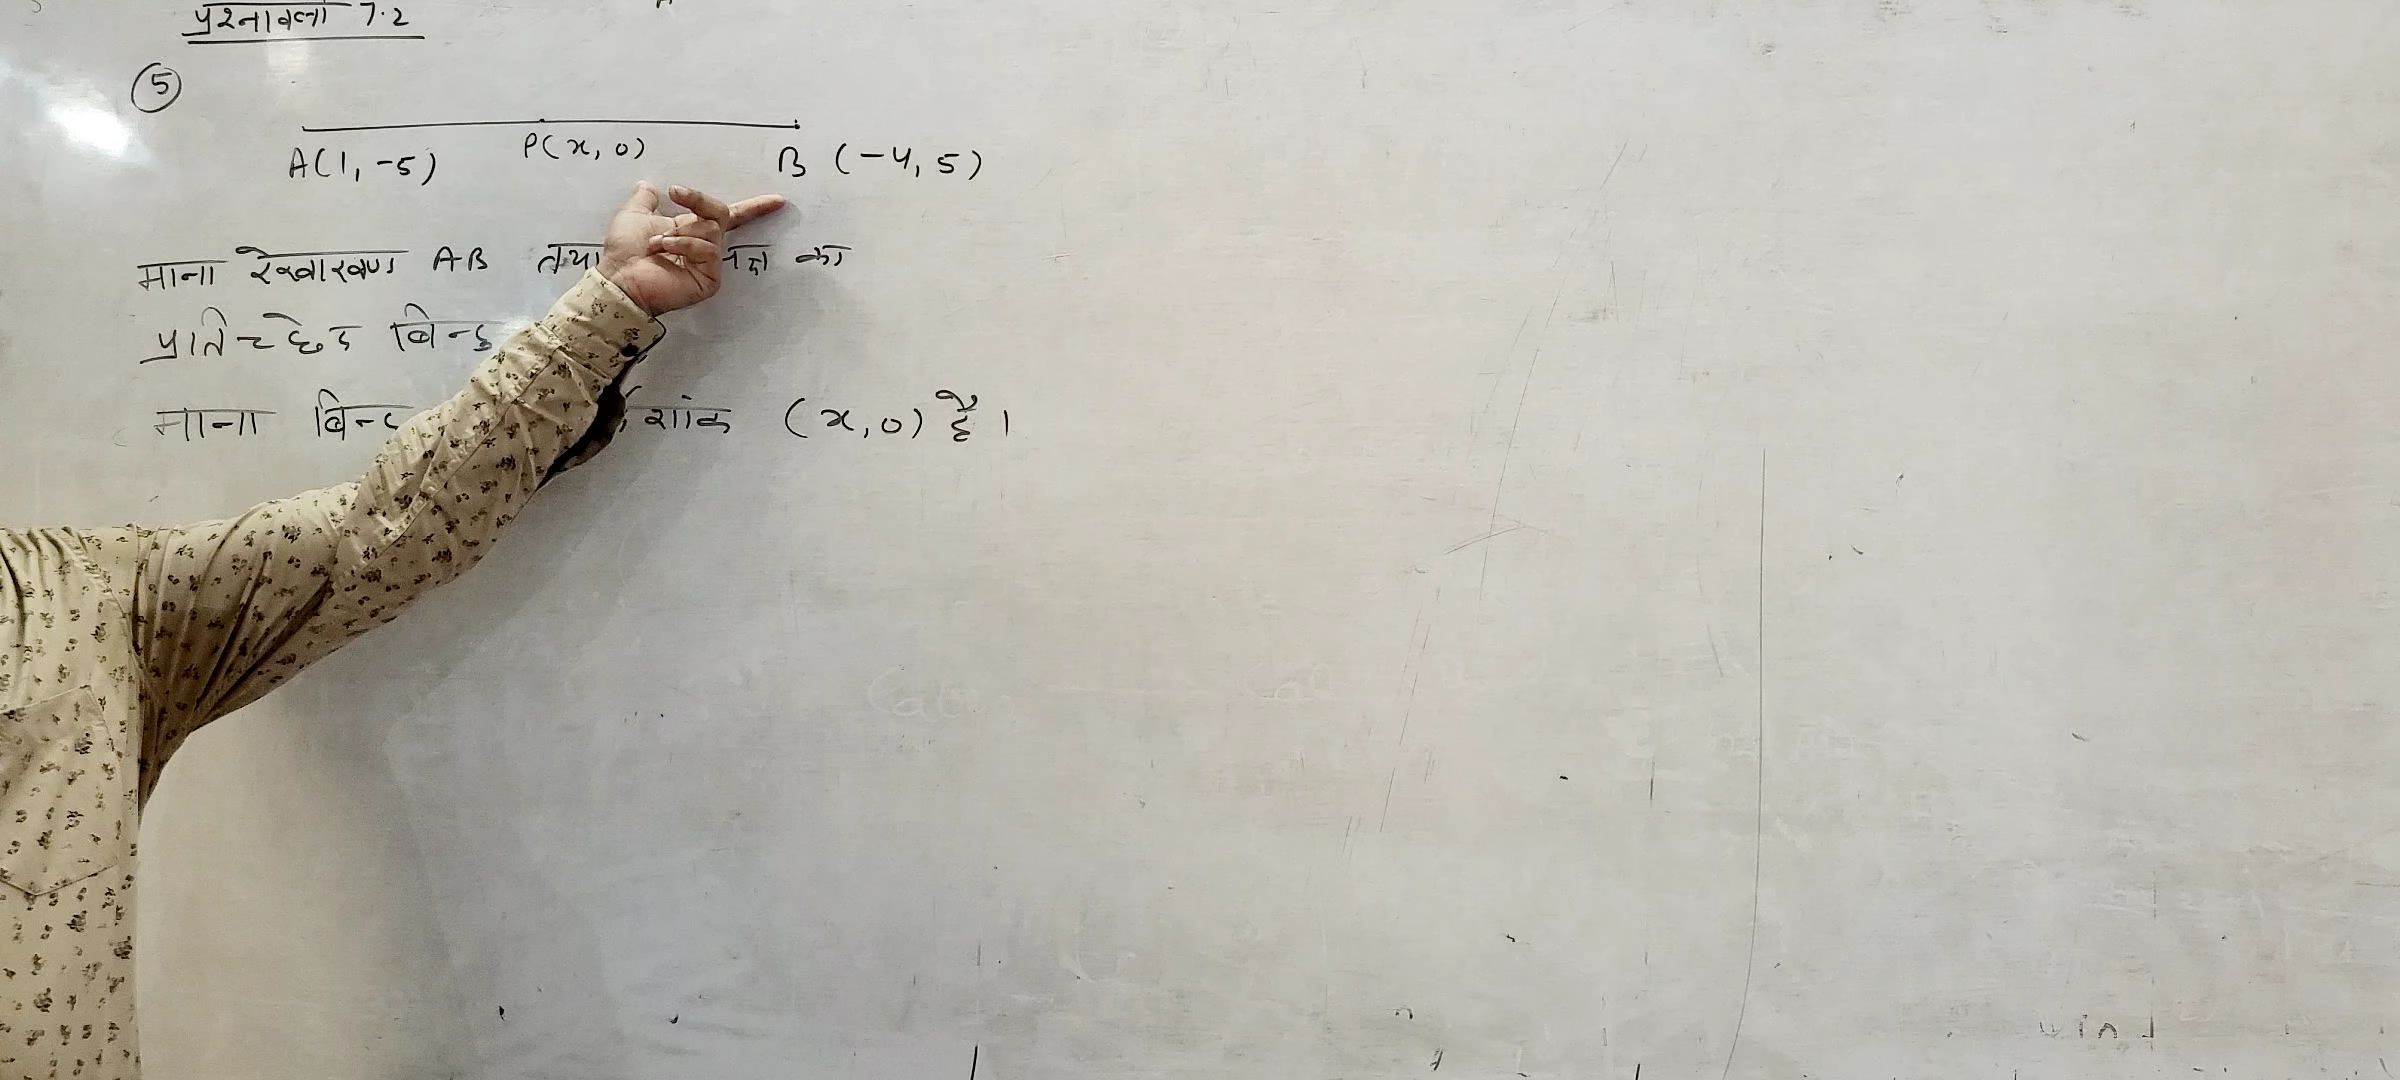 प्रश्नावली 7.2
5
A(1, -5) P(x, 0) B (-4, 5)
माना रेखाखण्ड AB तथा का
प्रतिच्छेद बिन्दु
माना (x, 0) है।